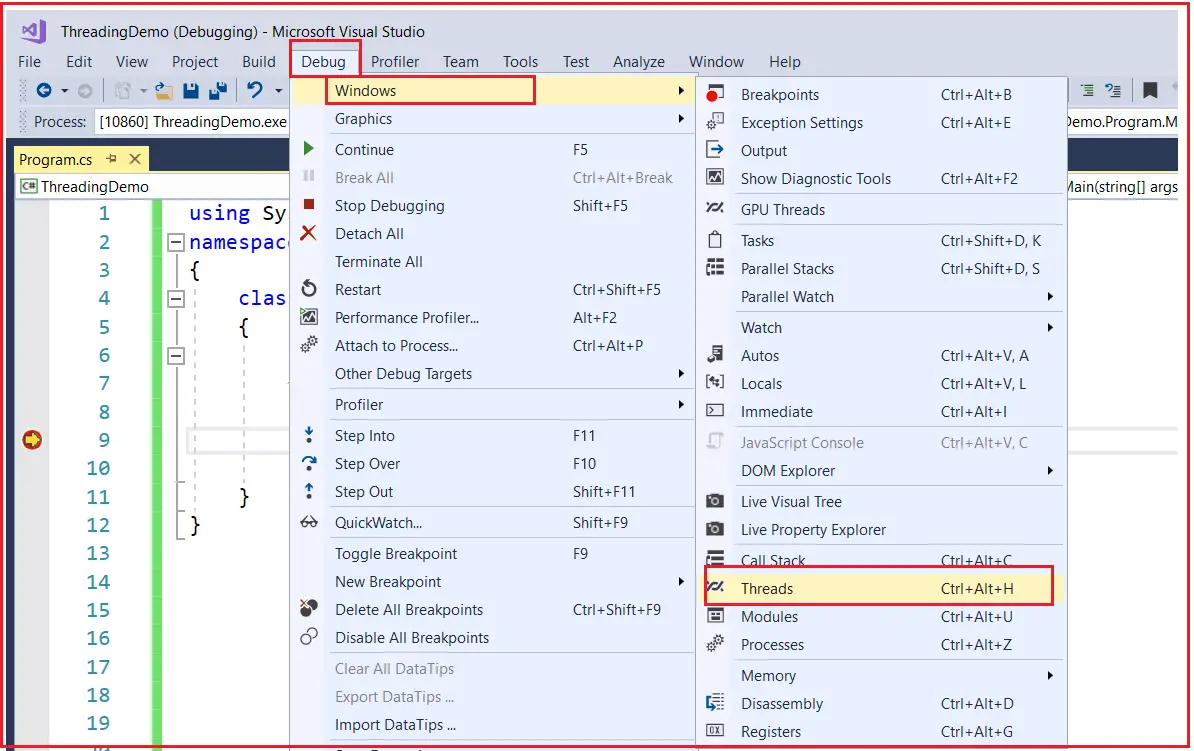 ThreadingDemo (Debugging) - Microsoft Visual Studio
File Edit View Project Build Debug Profiler Team Tools Test Analyze Window Help
Process: [10860] ThreadingDemo.exe
Demo.Program.M
Program.cs
C# ThreadingDemo
Main(string[] args
1 using Sy
2 namespac
3 {
4 clas
5 {
6
7
8
9
10
11 }
12 }
13
14
15
16
17
18
19
Windows
Graphics
Continue F5
Break All Ctrl+Alt+Break
Stop Debugging Shift+F5
Detach All
Terminate All
Restart Ctrl+Shift+F5
Performance Profiler... Alt+F2
Attach to Process... Ctrl+Alt+P
Other Debug Targets
Profiler
Step Into F11
Step Over F10
Step Out Shift+F11
QuickWatch... Shift+F9
Toggle Breakpoint F9
New Breakpoint
Delete All Breakpoints Ctrl+Shift+F9
Disable All Breakpoints
Clear All DataTips
Export DataTips ...
Import DataTips ...
Breakpoints Ctrl+Alt+B
Exception Settings Ctrl+Alt+E
Output
Show Diagnostic Tools Ctrl+Alt+F2
GPU Threads
Tasks Ctrl+Shift+D, K
Parallel Stacks Ctrl+Shift+D, S
Parallel Watch
Watch
Autos Ctrl+Alt+V, A
Locals Ctrl+Alt+V, L
Immediate Ctrl+Alt+I
JavaScript Console Ctrl+Alt+V, C
DOM Explorer
Live Visual Tree
Live Property Explorer
Call Stack Ctrl+Alt+C
Threads Ctrl+Alt+H
Modules Ctrl+Alt+U
Processes Ctrl+Alt+Z
Memory
Disassembly Ctrl+Alt+D
Registers Ctrl+Alt+G